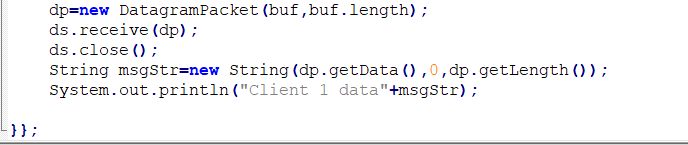 dp=new DatagramPacket(buf,buf.length);
ds.receive(dp);
ds.close();
String msgStr=new String(dp.getData(),0,dp.getLength());
System.out.println("Client 1 data"+msgStr);
}};